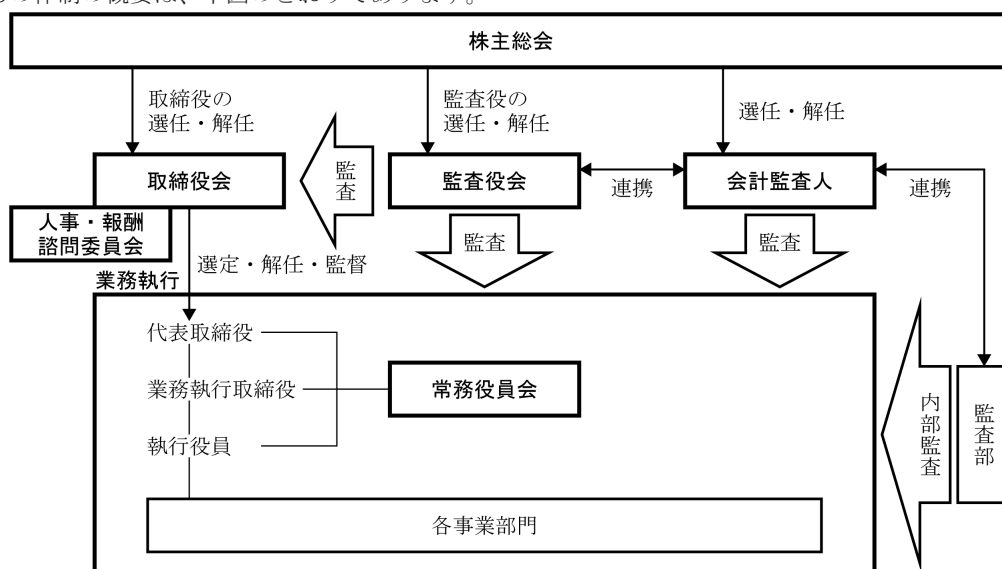 の体制の概要は、下図のとおりであります。
株主総会
取締役の
選任・解任
監査役の
選任・解任
選任・解任
取締役会
監査
監査役会
連携
会計監査人
連携
人事・報酬
諮問委員会
選定・解任・監督
監査
監査
業務執行
代表取締役
業務執行取締役
常務役員会
執行役員
内部監査
監査部
各事業部門